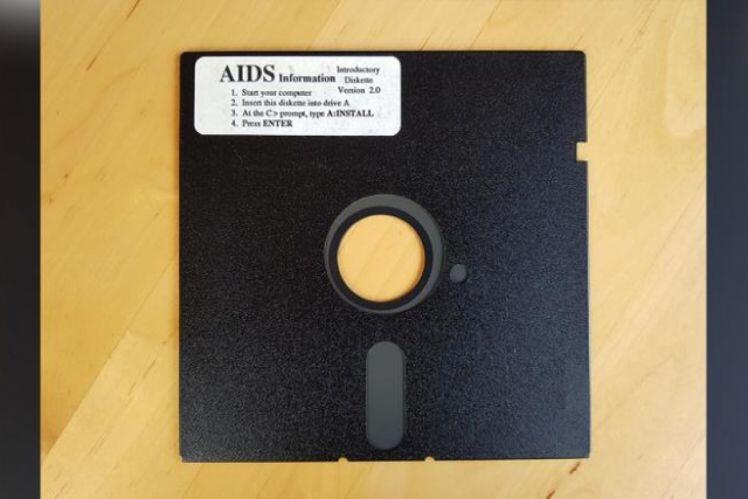 AIDS Information Introductory
Diskette
Version 2.0
1. Start your computer
2. Insert this diskette into drive A
3. At the C> prompt, type A:INSTALL
4. Press ENTER